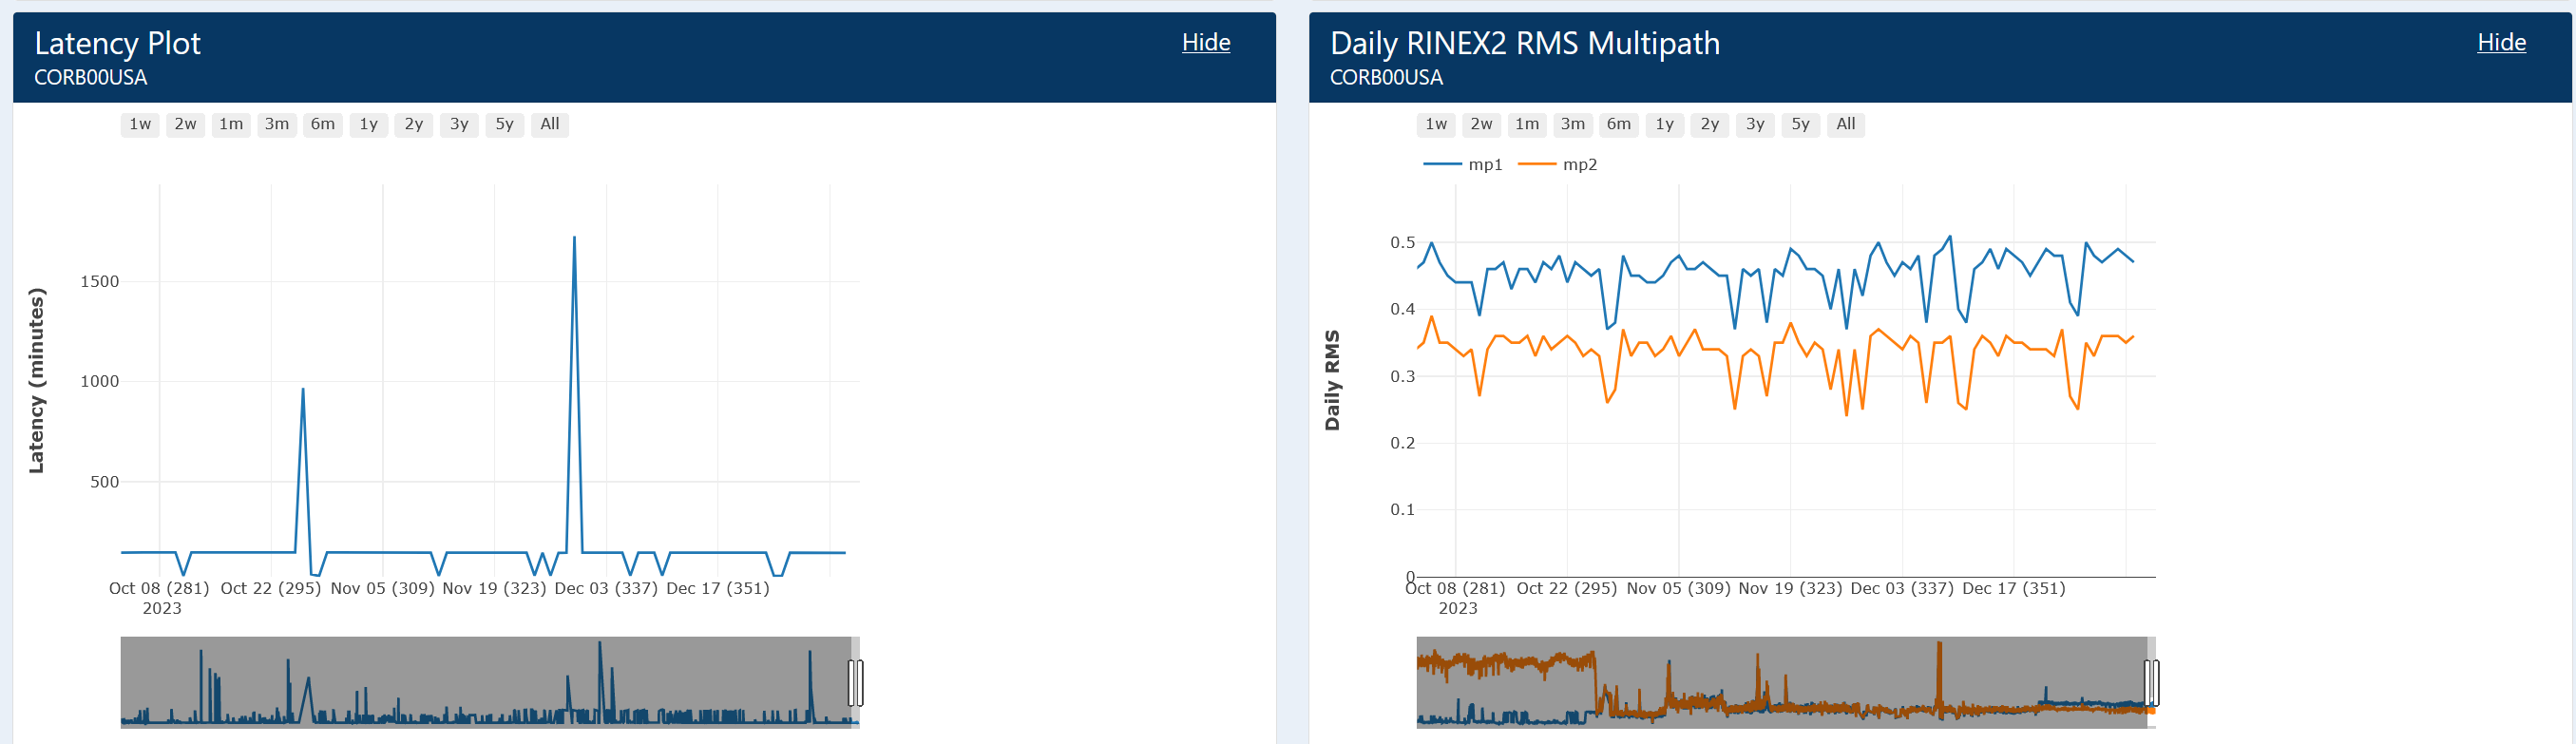 Latency Plot
Hide
CORB00USA
1w 2w 1m 3m 6m 1y 2y 3y 5y All
Latency (minutes)
1500
1000
500
Oct 08 (281) Oct 22 (295) Nov 05 (309) Nov 19 (323) Dec 03 (337) Dec 17 (351)
2023
Daily RINEX2 RMS Multipath
Hide
CORB00USA
1w 2w 1m 3m 6m 1y 2y 3y 5y All
mp1 mp2
Daily RMS
0.5
0.4
0.3
0.2
0.1
0
Oct 08 (281) Oct 22 (295) Nov 05 (309) Nov 19 (323) Dec 03 (337) Dec 17 (351)
2023